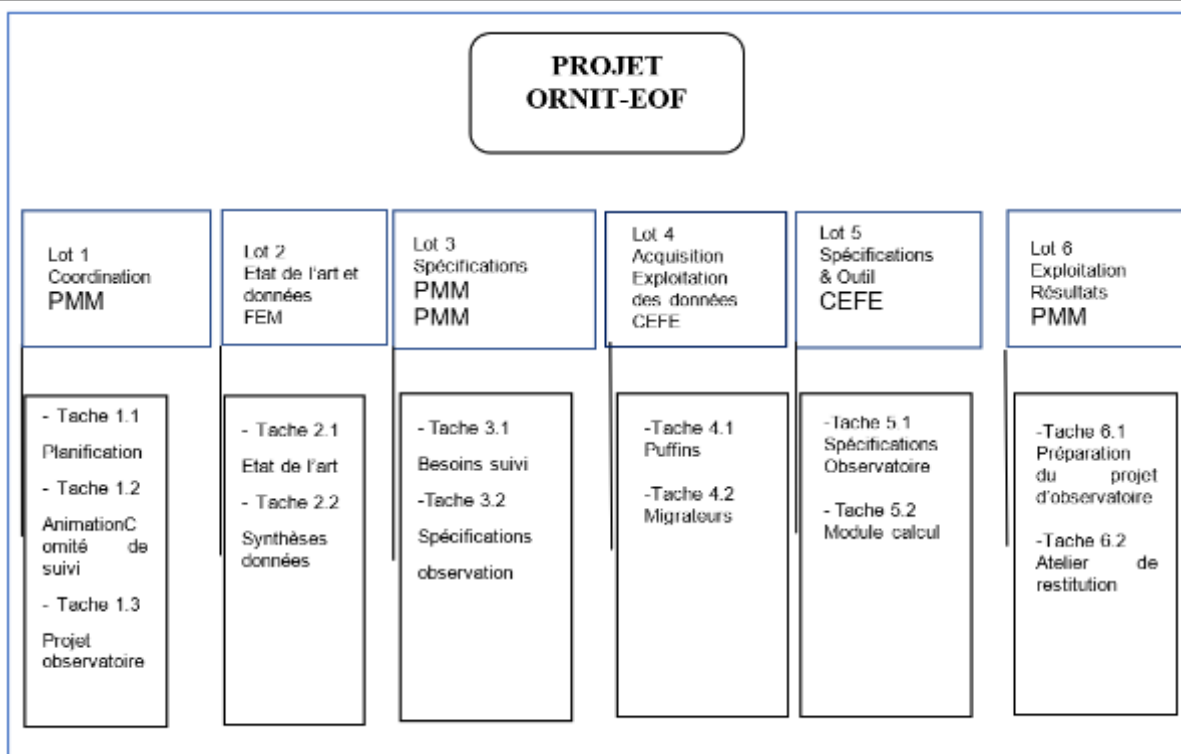 PROJET
ORNIT-EOF
Lot 1
Coordination
PMM
Lot 2
Etat de l'art et
données
FEM
Lot 3
Spécifications
PMM
PMM
Lot 4
Acquisition
Exploitation
des données
CEFE
Lot 5
Spécifications
& Outil
CEFE
Lot 6
Exploitation
Résultats
PMM
- Tache 1.1
Planification
- Tache 1.2
AnimationC
omité de
suivi
- Tache 1.3
Projet
observatoire
- Tache 2.1
Etat de l'art
- Tache 2.2
Synthèses
données
- Tache 3.1
Besoins suivi
-Tache 3.2
Spécifications
observation
-Tache 4.1
Puffins
-Tache 4.2
Migrateurs
-Tache 5.1
Spécifications
Observatoire
- Tache 5.2
Module calcul
-Tache 6.1
Préparation
du projet
d'observatoire
-Tache 6.2
Atelier de
restitution